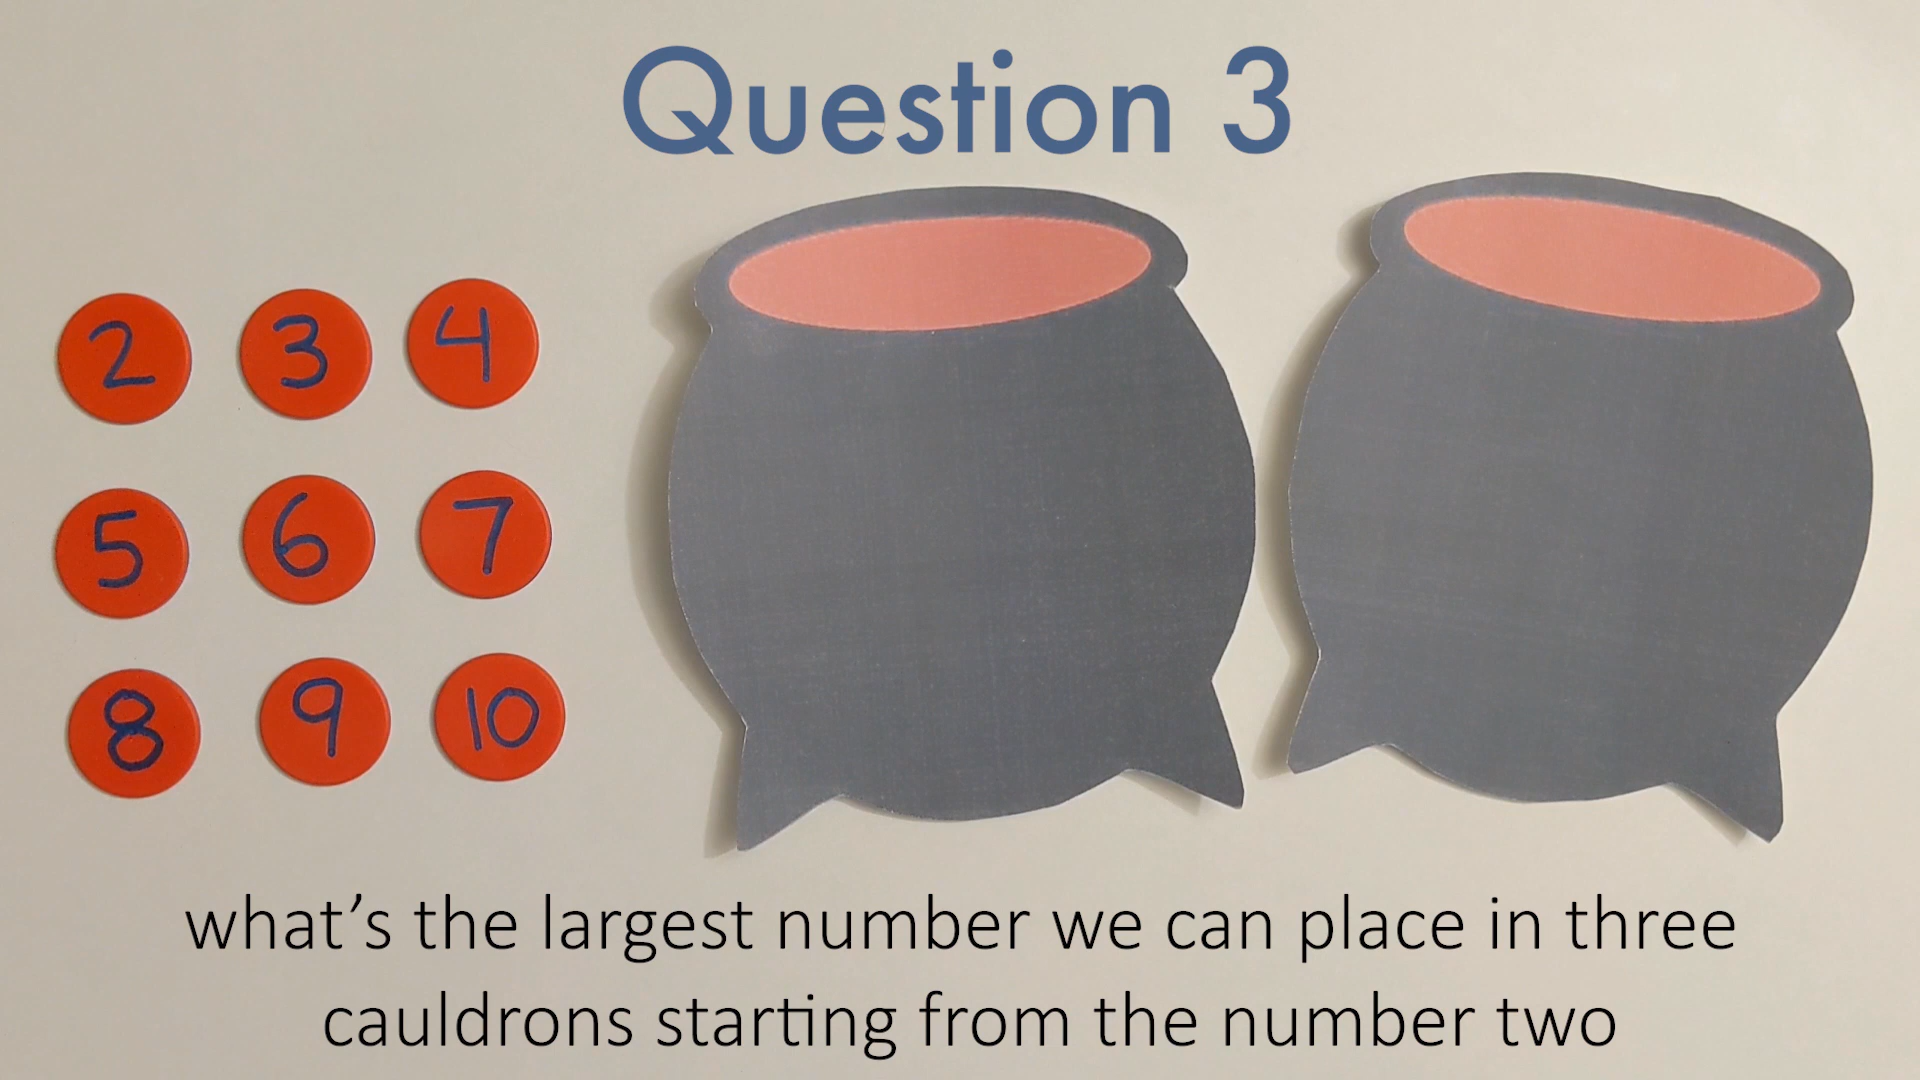 Question 3
2 3 4
5 6 7
8 9 10
what's the largest number we can place in three
cauldrons starting from the number two